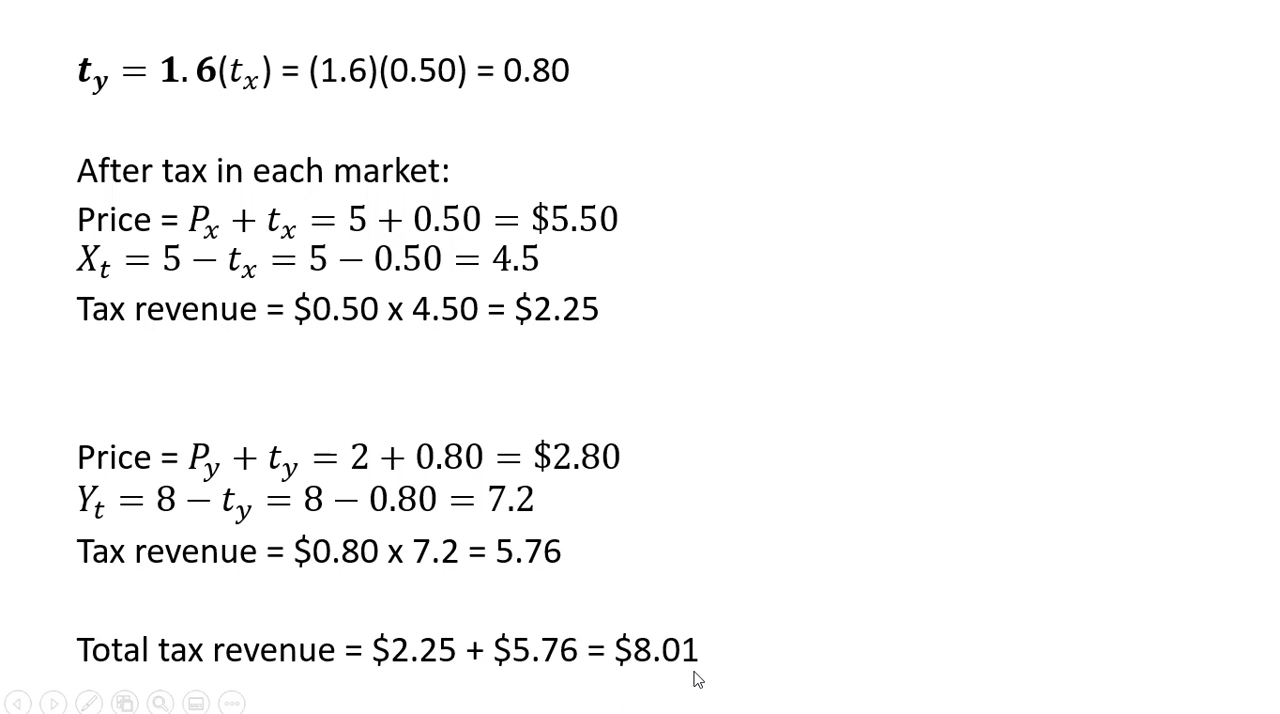 t_y = 1.6(t_x) = (1.6)(0.50) = 0.80
After tax in each market:
Price = P_x + t_x = 5 + 0.50 = $5.50
X_t = 5 − t_x = 5 − 0.50 = 4.5
Tax revenue = $0.50 x 4.50 = $2.25
Price = P_y + t_y = 2 + 0.80 = $2.80
Y_t = 8 − t_y = 8 − 0.80 = 7.2
Tax revenue = $0.80 x 7.2 = 5.76
Total tax revenue = $2.25 + $5.76 = $8.01